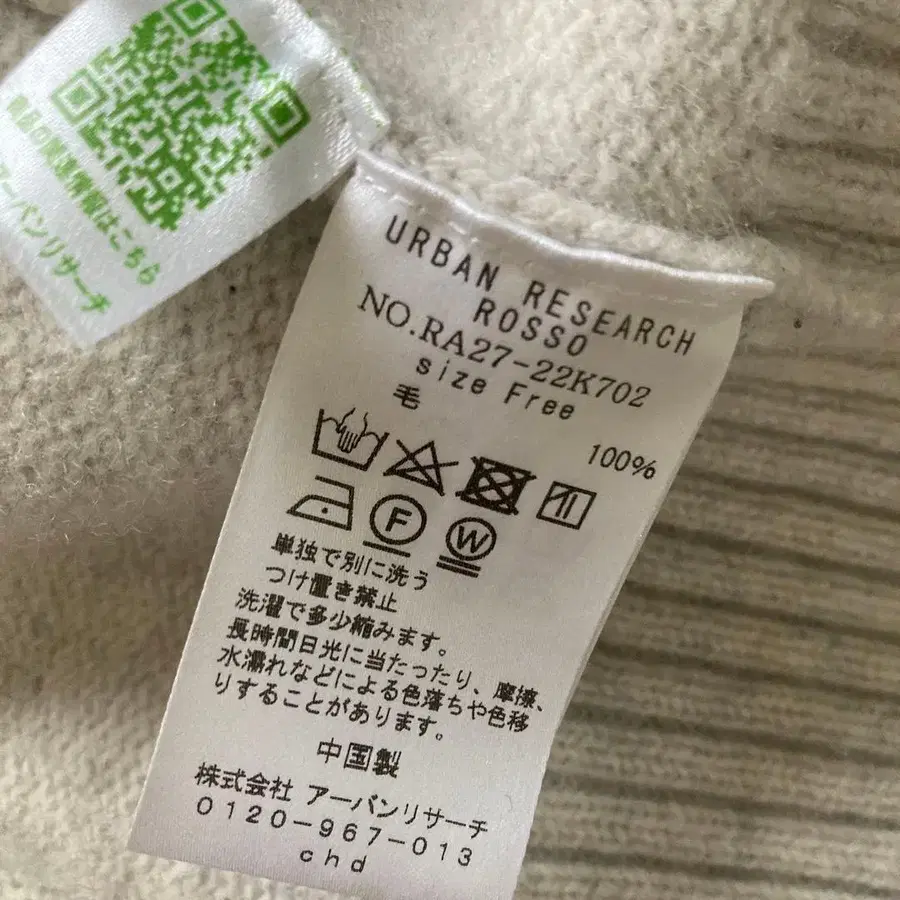 商品の関連情報はこちら
アーバンリサーチ
URBAN RESEARCH
ROSSO
NO.RA27-22K702
size Free
毛 100%
F W
単独で別に洗う
つけ置き禁止
洗濯で多少縮みます。
長時間日光に当たったり、摩擦、
水濡れなどによる色落ちや色移
りすることがあります。
中国製
株式会社 アーバンリサーチ
0120-967-013
chd